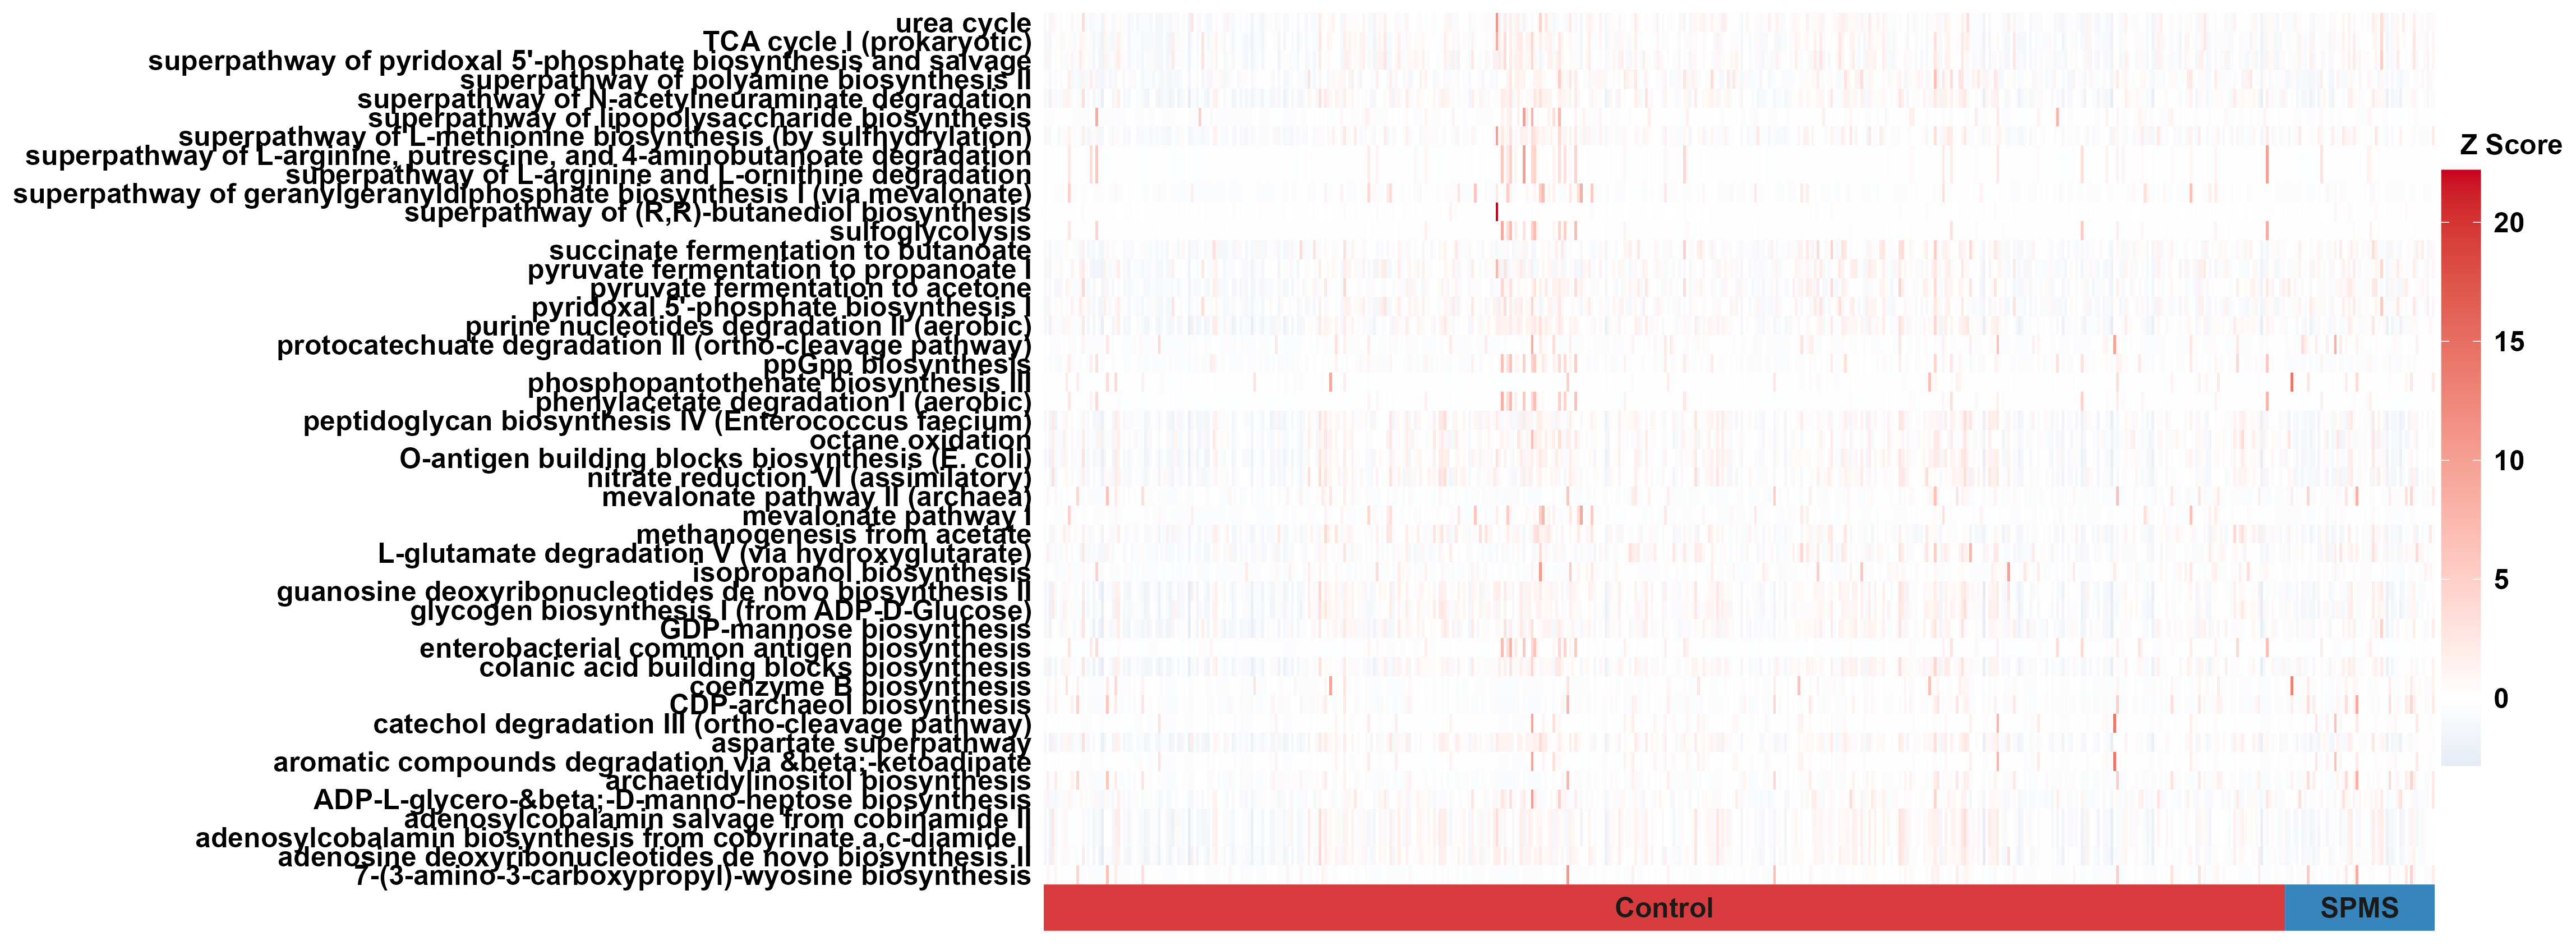 urea cycle
TCA cycle I (prokaryotic)
superpathway of pyridoxal 5'-phosphate biosynthesis and salvage
superpathway of polyamine biosynthesis II
superpathway of N-acetylneuraminate degradation
superpathway of lipopolysaccharide biosynthesis
superpathway of L-methionine biosynthesis (by sulfhydrylation)
superpathway of L-arginine, putrescine, and 4-aminobutanoate degradation
superpathway of L-arginine and L-ornithine degradation
superpathway of geranylgeranyldiphosphate biosynthesis I (via mevalonate)
superpathway of (R,R)-butanediol biosynthesis
sulfoglycolysis
succinate fermentation to butanoate
pyruvate fermentation to propanoate I
pyruvate fermentation to acetone
pyridoxal 5'-phosphate biosynthesis I
purine nucleotides degradation II (aerobic)
protocatechuate degradation II (ortho-cleavage pathway)
ppGpp biosynthesis
phosphopantothenate biosynthesis III
phenylacetate degradation I (aerobic)
peptidoglycan biosynthesis IV (Enterococcus faecium)
octane oxidation
O-antigen building blocks biosynthesis (E. coli)
nitrate reduction VI (assimilatory)
mevalonate pathway II (archaea)
mevalonate pathway I
methanogenesis from acetate
L-glutamate degradation V (via hydroxyglutarate)
isopropanol biosynthesis
guanosine deoxyribonucleotides de novo biosynthesis II
glycogen biosynthesis I (from ADP-D-Glucose)
GDP-mannose biosynthesis
enterobacterial common antigen biosynthesis
colanic acid building blocks biosynthesis
coenzyme B biosynthesis
CDP-archaeol biosynthesis
catechol degradation III (ortho-cleavage pathway)
aspartate superpathway
aromatic compounds degradation via &beta;-ketoadipate
archaetidylinositol biosynthesis
ADP-L-glycero-&beta;-D-manno-heptose biosynthesis
adenosylcobalamin salvage from cobinamide II
adenosylcobalamin biosynthesis from cobyrinate a,c-diamide I
adenosine deoxyribonucleotides de novo biosynthesis II
7-(3-amino-3-carboxypropyl)-wyosine biosynthesis
Control
SPMS
Z Score
20
15
10
5
0